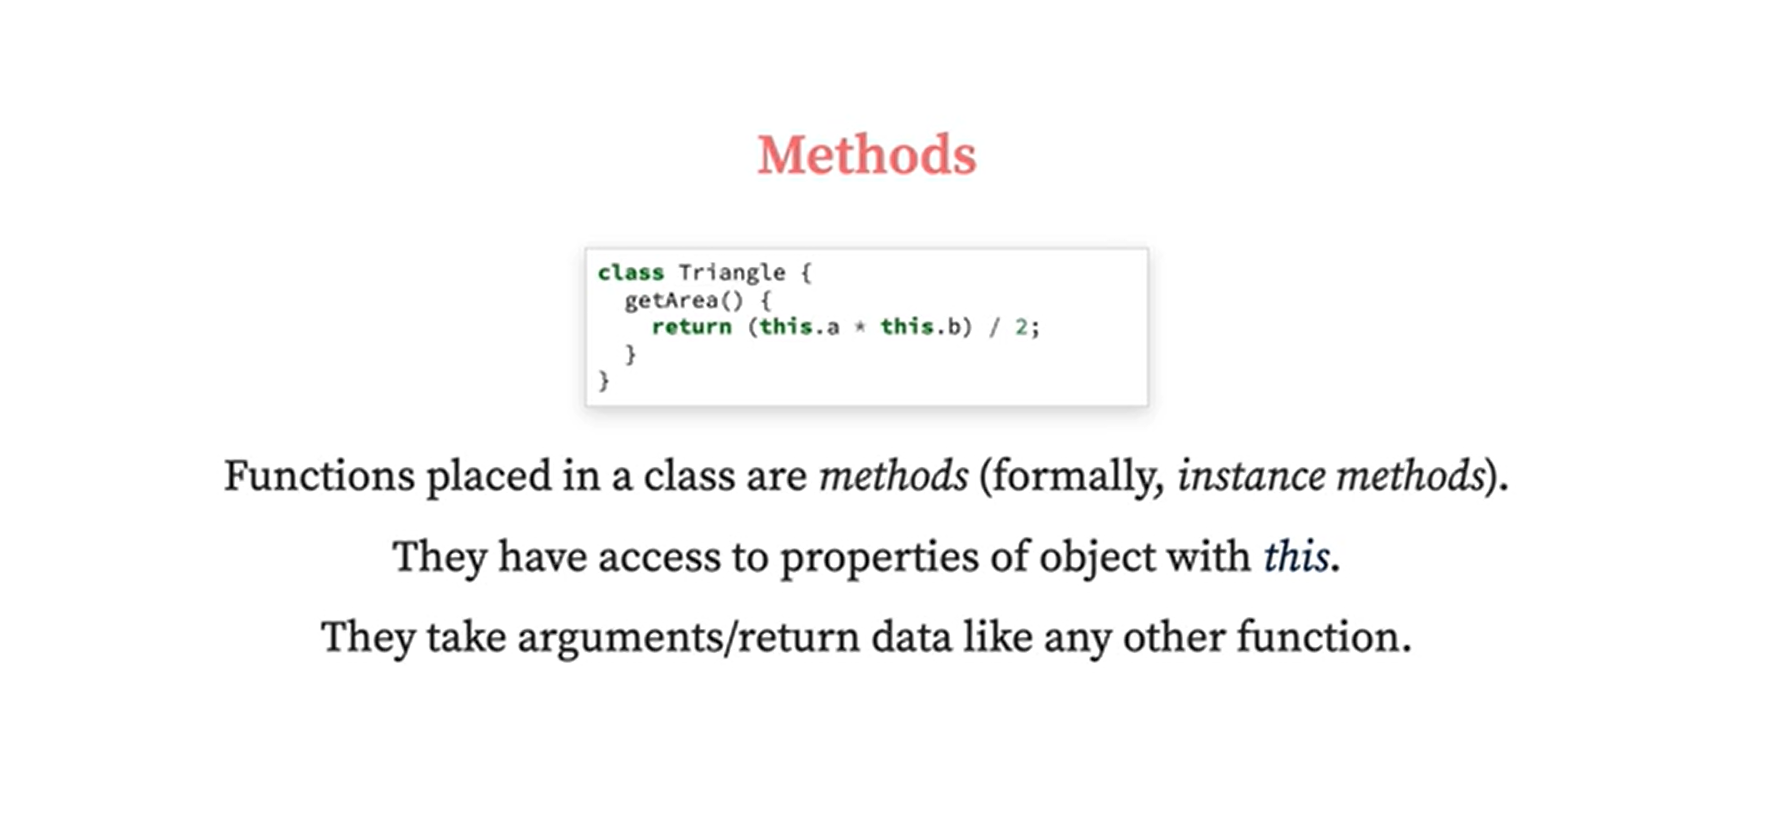 Methods
class Triangle {
  getArea() {
    return (this.a * this.b) / 2;
  }
}
Functions placed in a class are methods (formally, instance methods).
They have access to properties of object with this.
They take arguments/return data like any other function.